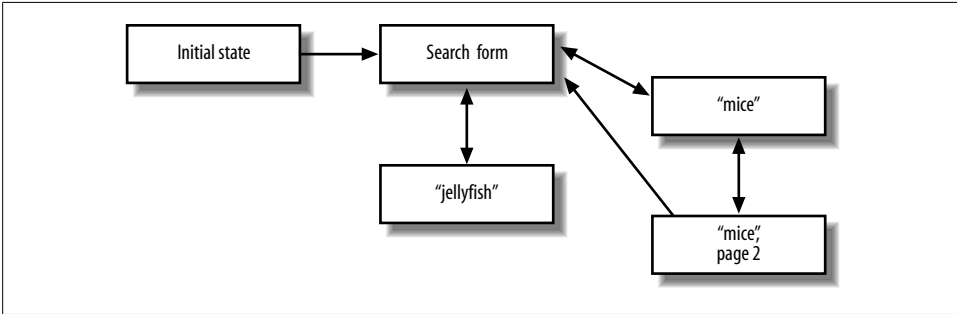 Initial state
Search form
“mice”
“jellyfish”
“mice”,
page 2